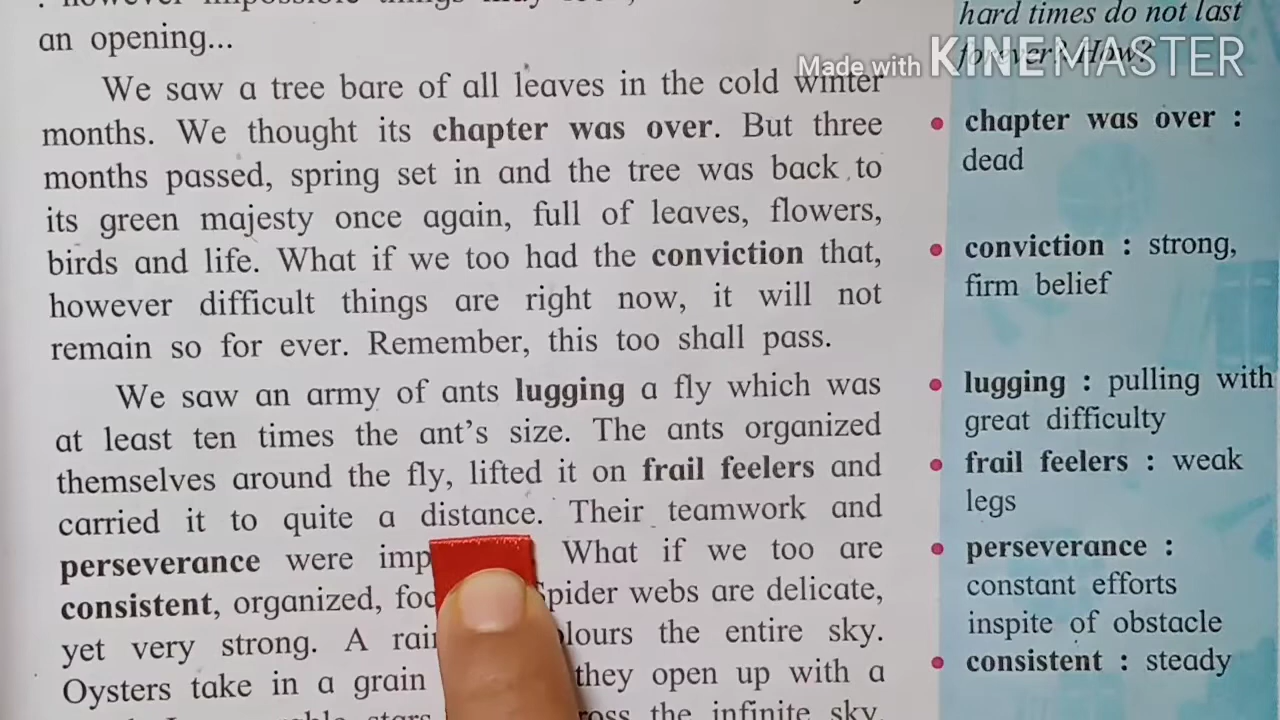 an opening...
We saw a tree bare of all leaves in the cold winter
months. We thought its chapter was over. But three
months passed, spring set in and the tree was back to
its green majesty once again, full of leaves, flowers,
birds and life. What if we too had the conviction that,
however difficult things are right now, it will not
remain so for ever. Remember, this too shall pass.
We saw an army of ants lugging a fly which was
at least ten times the ant's size. The ants organized
themselves around the fly, lifted it on frail feelers and
carried it to quite a distance. Their teamwork and
perseverance were What if we too are
consistent, organized, Spider webs are delicate,
yet very strong. A the entire sky.
Oysters take in a grain they open up with a
the infinite sky.
hard times do not last
forever? How?
chapter was over :
dead
conviction : strong,
firm belief
lugging : pulling with
great difficulty
frail feelers : weak
legs
perseverance :
constant efforts
inspite of obstacle
consistent : steady
Made with KINEMASTER